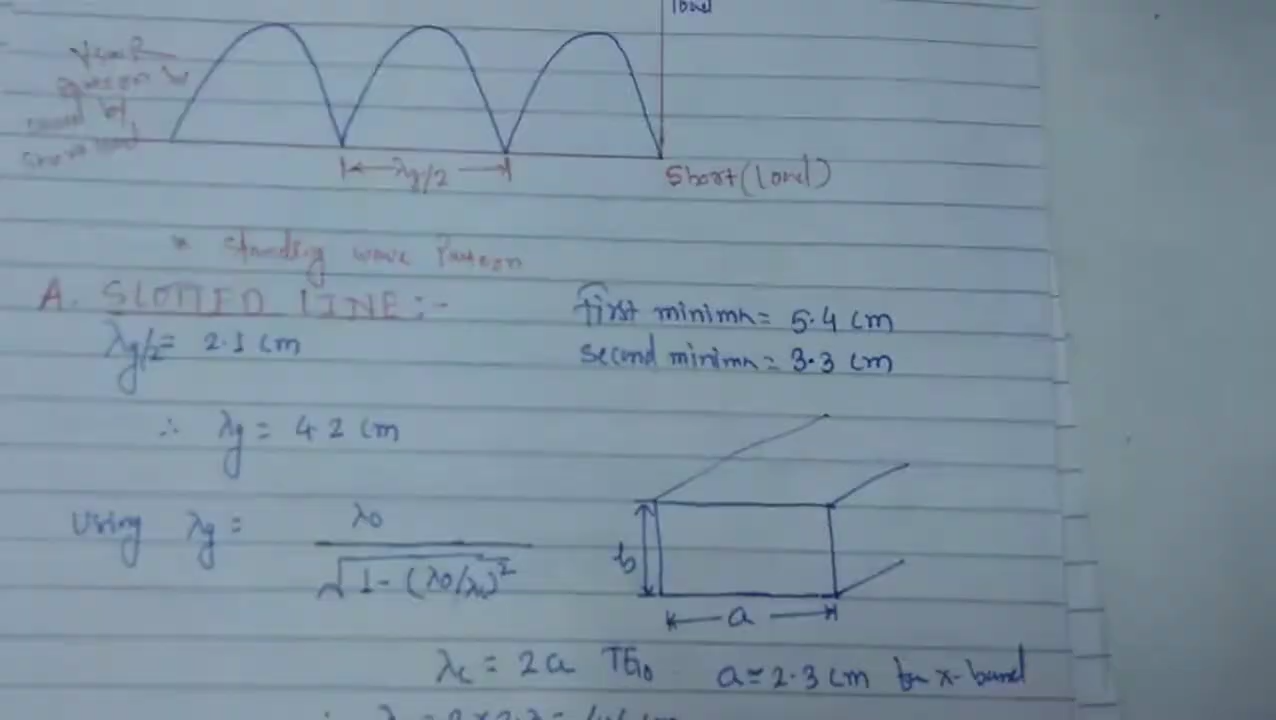 load
λg/2
Short (load)
* Standing wave Pattern
A. SLOTTED LINE:-
first minima = 5.4 cm
λg/2 = 2.1 cm
second minima = 3.3 cm
∴ λg = 4.2 cm
Using λg = λ0 / √1-(λ0/λc)²
b
a
λc = 2a TE10 a = 2.3 cm for x-band